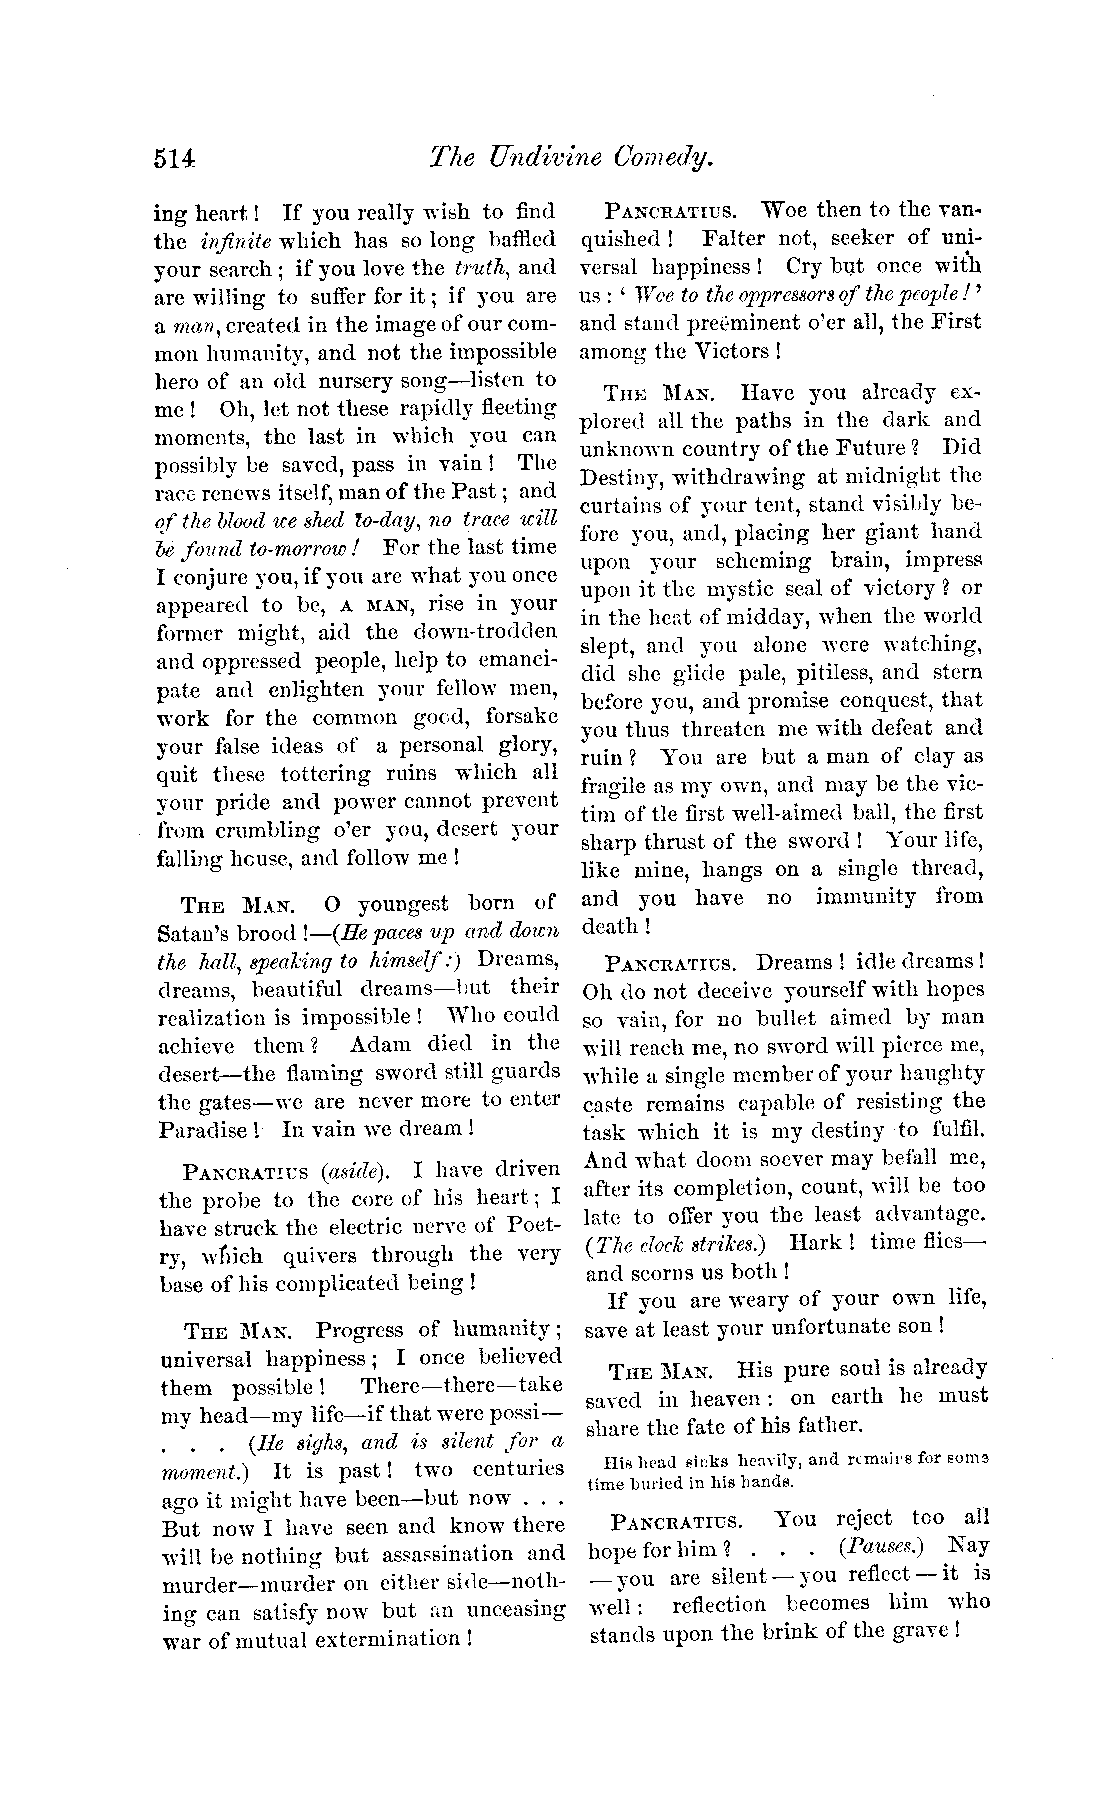 514 The Undivine Comedy.
ing heart! If you really wish to find
the infinite which has so long baffled
your search; if you love the truth, and
are willing to suffer for it; if you are
a man, created in the image of our com-
mon humanity, and not the impossible
hero of an old nursery song—listen to
me! Oh, let not these rapidly fleeting
moments, the last in which you can
possibly be saved, pass in vain! The
race renews itself, man of the Past; and
of the blood we shed to-day, no trace will
be found to-morrow! For the last time
I conjure you, if you are what you once
appeared to be, A MAN, rise in your
former might, aid the down-trodden
and oppressed people, help to emanci-
pate and enlighten your fellow men,
work for the common good, forsake
your false ideas of a personal glory,
quit these tottering ruins which all
your pride and power cannot prevent
from crumbling o'er you, desert your
falling house, and follow me!
THE MAN. O youngest born of
Satan's brood!—(He paces up and down
the hall, speaking to himself:) Dreams,
dreams, beautiful dreams—but their
realization is impossible! Who could
achieve them? Adam died in the
desert—the flaming sword still guards
the gates—we are never more to enter
Paradise! In vain we dream!
PANCRATIUS (aside). I have driven
the probe to the core of his heart; I
have struck the electric nerve of Poet-
ry, which quivers through the very
base of his complicated being!
THE MAN. Progress of humanity;
universal happiness; I once believed
them possible! There—there—take
my head—my life—if that were possi—
. . . (He sighs, and is silent for a
moment.) It is past! two centuries
ago it might have been—but now . . .
But now I have seen and know there
will be nothing but assassination and
murder—murder on either side—noth-
ing can satisfy now but an unceasing
war of mutual extermination!
PANCRATIUS. Woe then to the van-
quished! Falter not, seeker of uni-
versal happiness! Cry but once with
us: ' Woe to the oppressors of the people!'
and stand preëminent o'er all, the First
among the Victors!
THE MAN. Have you already ex-
plored all the paths in the dark and
unknown country of the Future? Did
Destiny, withdrawing at midnight the
curtains of your tent, stand visibly be-
fore you, and, placing her giant hand
upon your scheming brain, impress
upon it the mystic seal of victory? or
in the heat of midday, when the world
slept, and you alone were watching,
did she glide pale, pitiless, and stern
before you, and promise conquest, that
you thus threaten me with defeat and
ruin? You are but a man of clay as
fragile as my own, and may be the vic-
tim of tle first well-aimed ball, the first
sharp thrust of the sword! Your life,
like mine, hangs on a single thread,
and you have no immunity from
death!
PANCRATIUS. Dreams! idle dreams!
Oh do not deceive yourself with hopes
so vain, for no bullet aimed by man
will reach me, no sword will pierce me,
while a single member of your haughty
caste remains capable of resisting the
task which it is my destiny to fulfil.
And what doom soever may befall me,
after its completion, count, will be too
late to offer you the least advantage.
(The clock strikes.) Hark! time flies—
and scorns us both!
If you are weary of your own life,
save at least your unfortunate son!
THE MAN. His pure soul is already
saved in heaven: on earth he must
share the fate of his father.
His head sinks heavily, and remains for some
time buried in his hands.
PANCRATIUS. You reject too all
hope for him? . . . (Pauses.) Nay
—you are silent—you reflect—it is
well: reflection becomes him who
stands upon the brink of the grave!